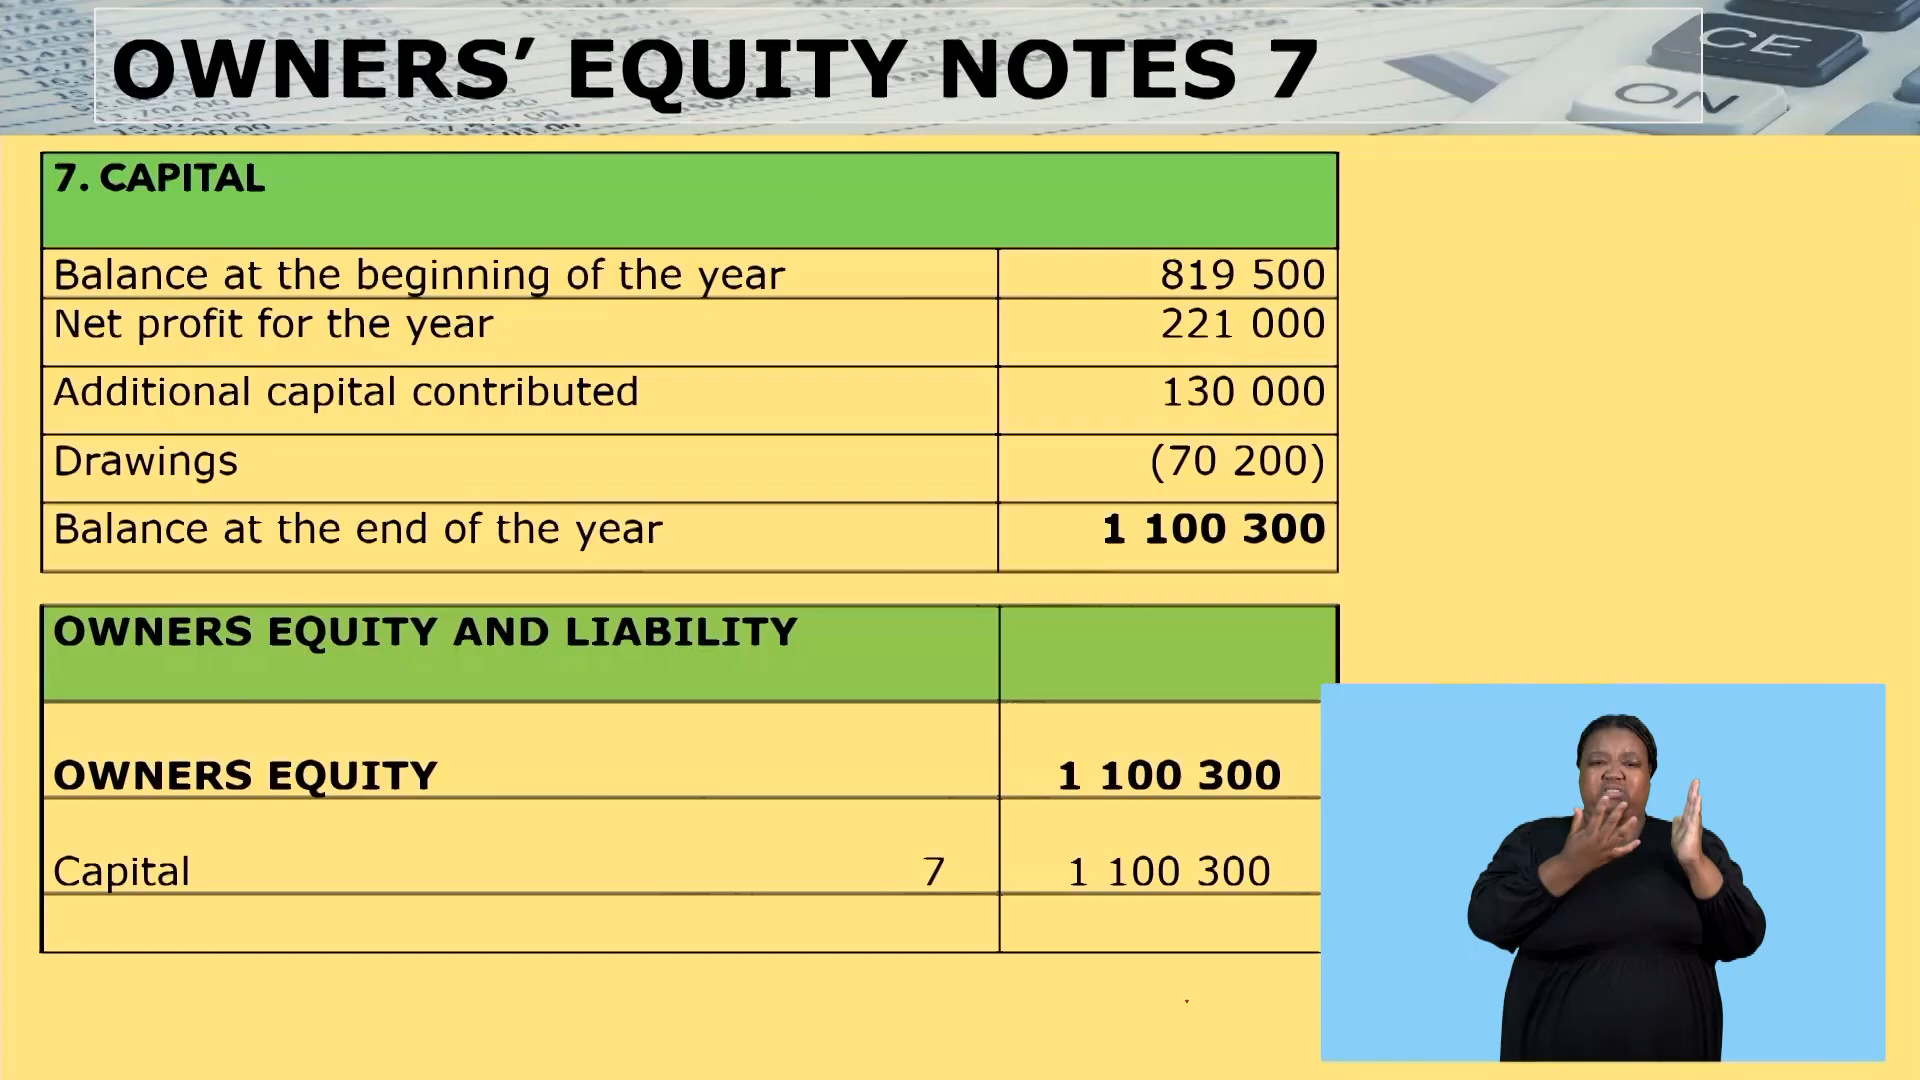 OWNERS’ EQUITY NOTES 7
CE
ON
7. CAPITAL
Balance at the beginning of the year 819 500
Net profit for the year 221 000
Additional capital contributed 130 000
Drawings (70 200)
Balance at the end of the year 1 100 300
OWNERS EQUITY AND LIABILITY
OWNERS EQUITY 1 100 300
Capital 7 1 100 300